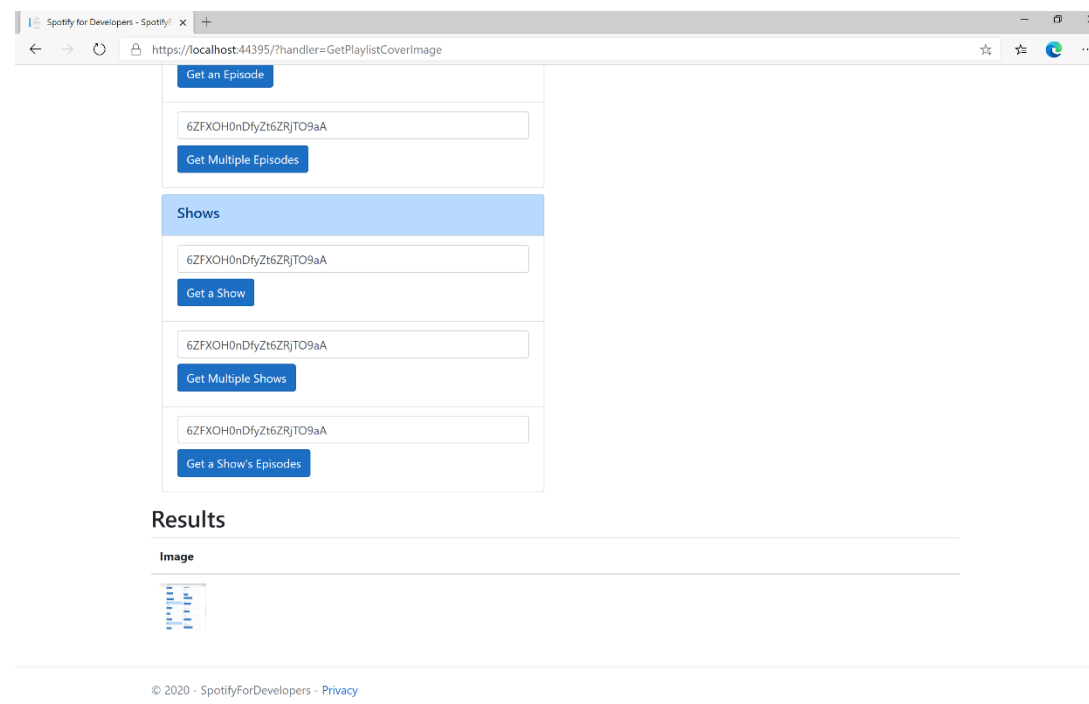 Spotify for Developers - SpotifyF
https://localhost:44395/?handler=GetPlaylistCoverImage
Get an Episode
6ZFXOH0nDfyZt6ZRjTO9aA
Get Multiple Episodes
Shows
6ZFXOH0nDfyZt6ZRjTO9aA
Get a Show
6ZFXOH0nDfyZt6ZRjTO9aA
Get Multiple Shows
6ZFXOH0nDfyZt6ZRjTO9aA
Get a Show's Episodes
Results
Image
© 2020 - SpotifyForDevelopers - Privacy